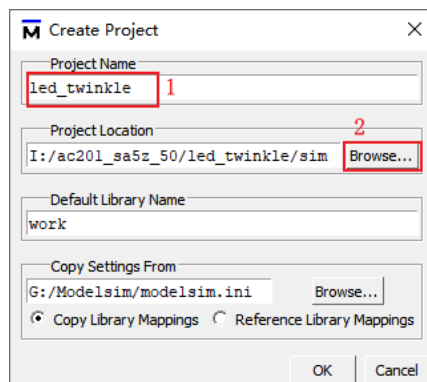 Create Project
Project Name
led_twinkle 1
Project Location 2
I:/ac201_sa5z_50/led_twinkle/sim Browse...
Default Library Name
work
Copy Settings From
G:/Modelsim/modelsim.ini Browse...
Copy Library Mappings Reference Library Mappings
OK Cancel